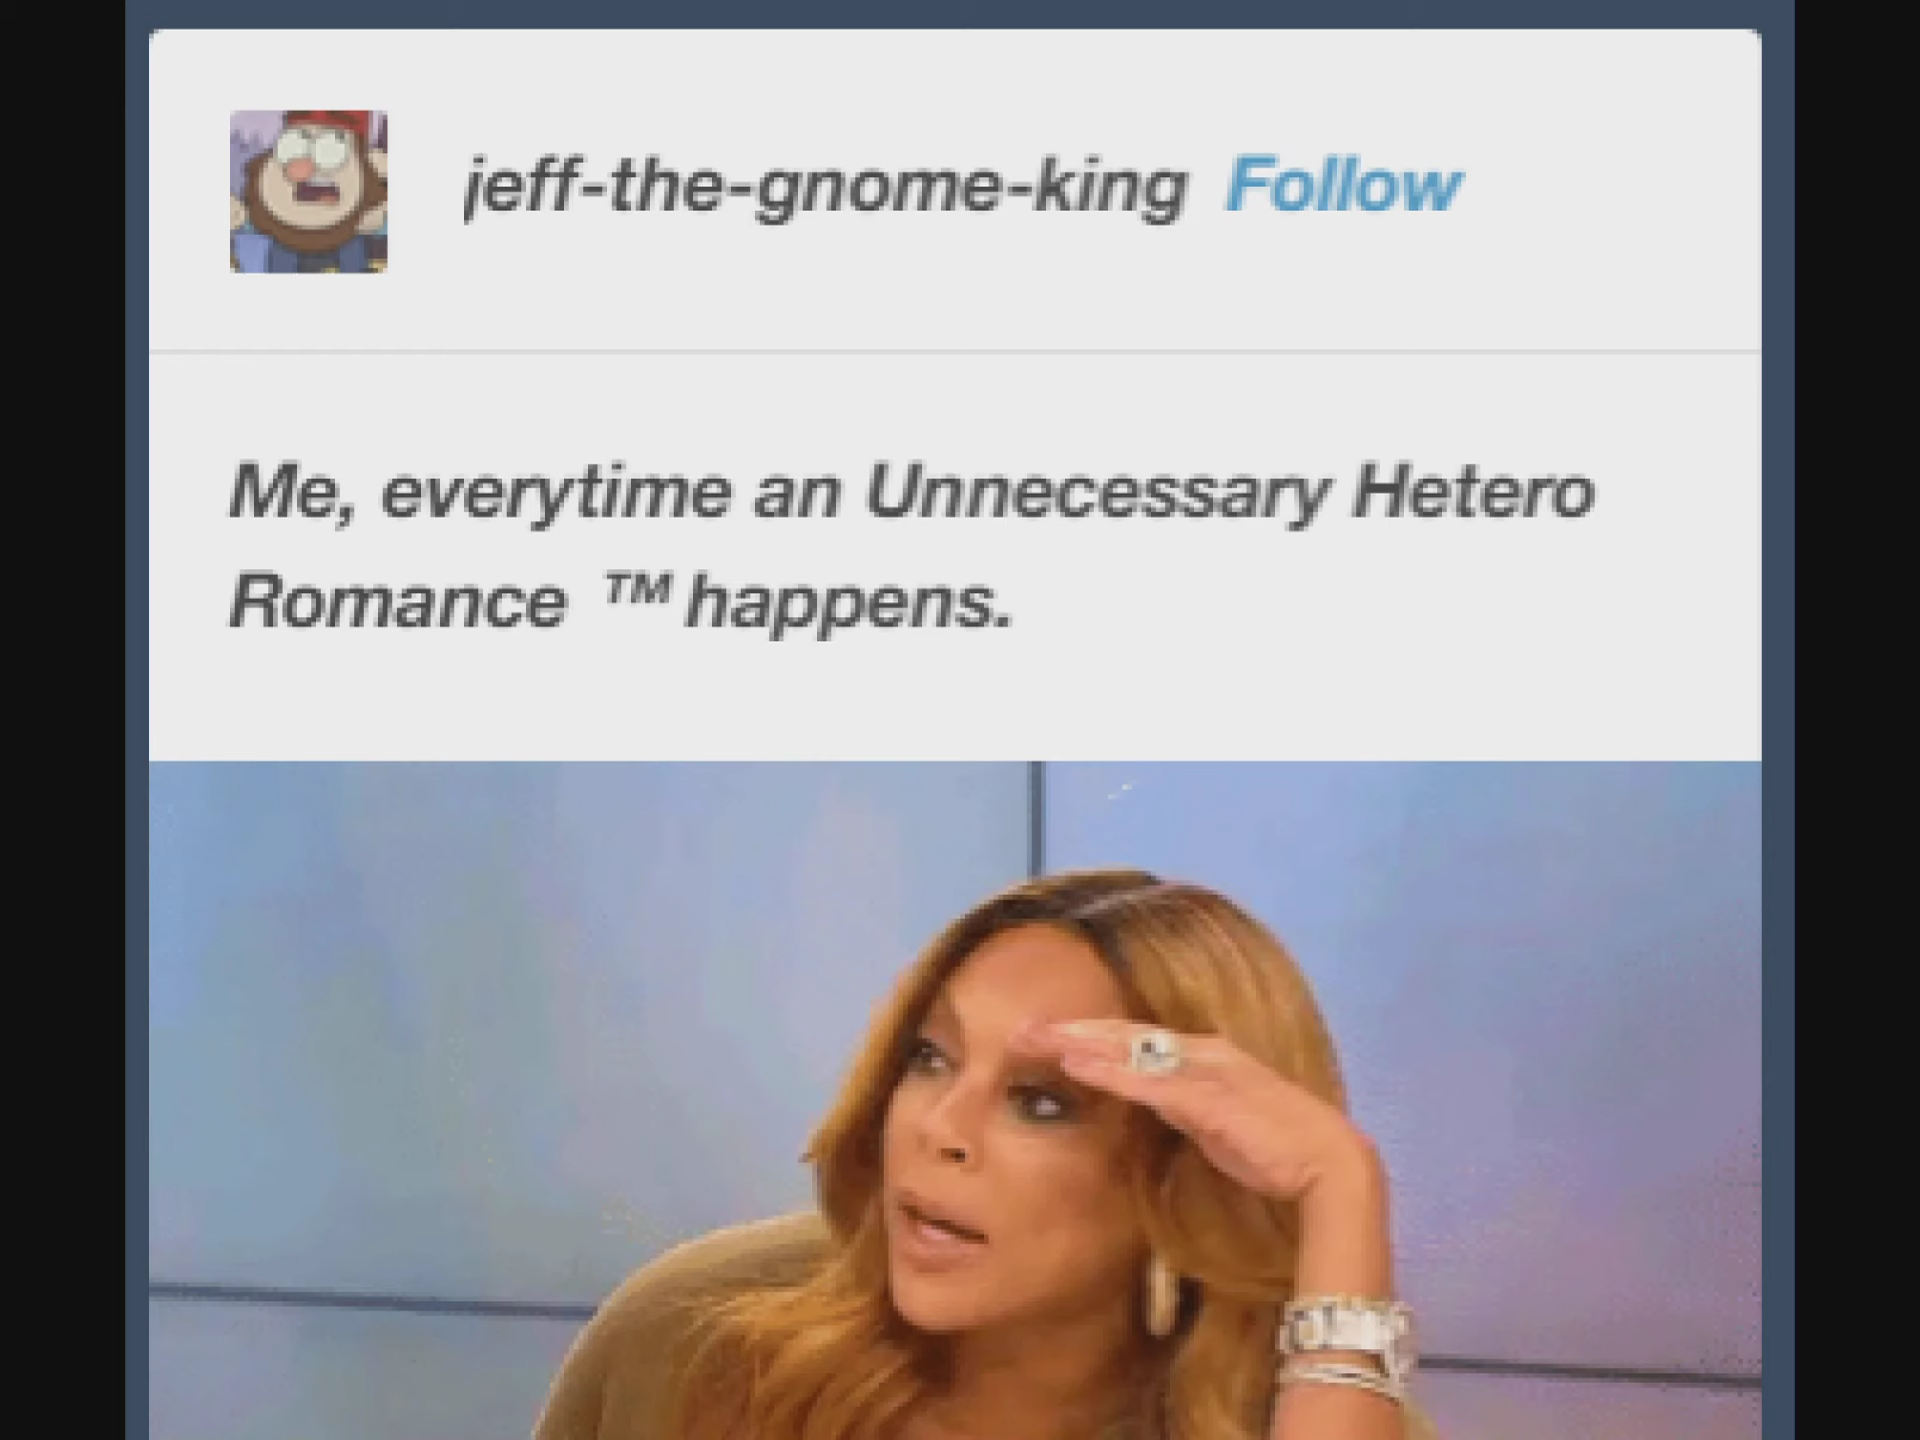 jeff-the-gnome-king Follow
Me, everytime an Unnecessary Hetero
Romance ™ happens.